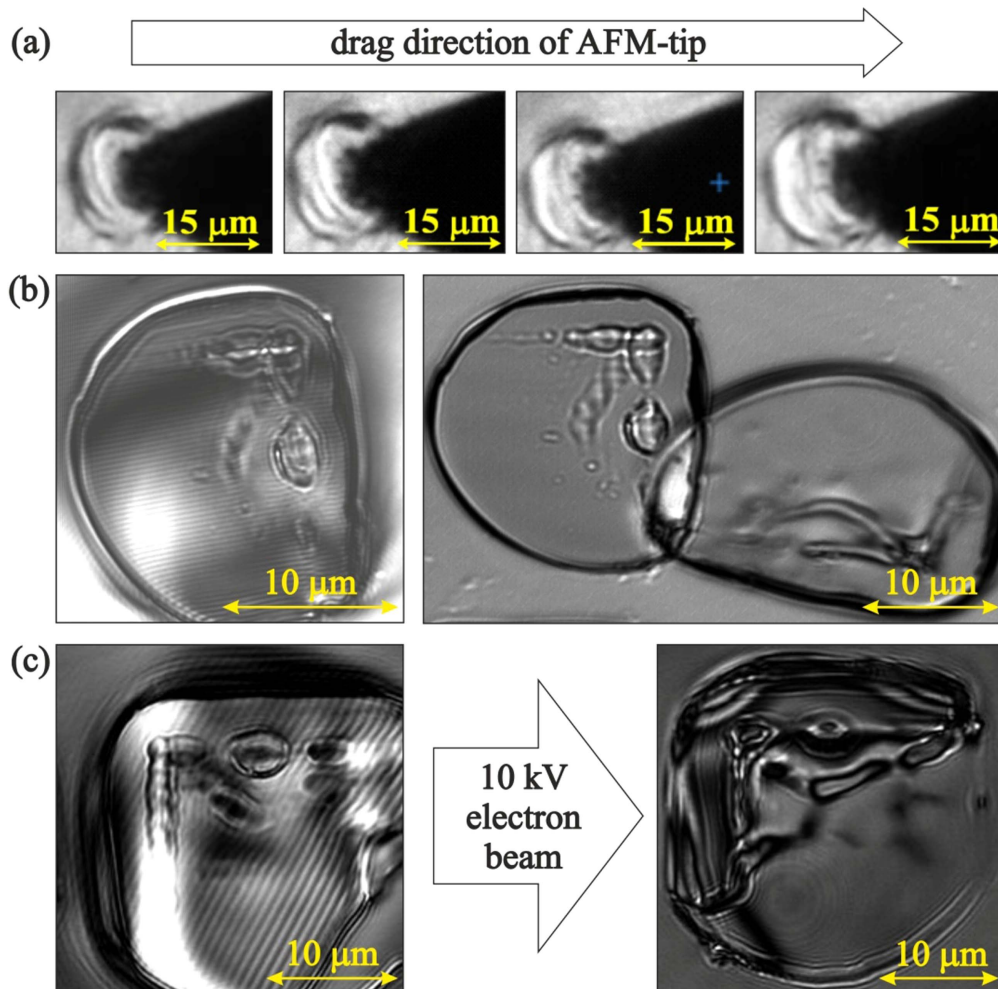 (a)
drag direction of AFM-tip
15 μm
15 μm
15 μm
15 μm
(b)
10 μm
10 μm
(c)
10 kV
electron
beam
10 μm
10 μm